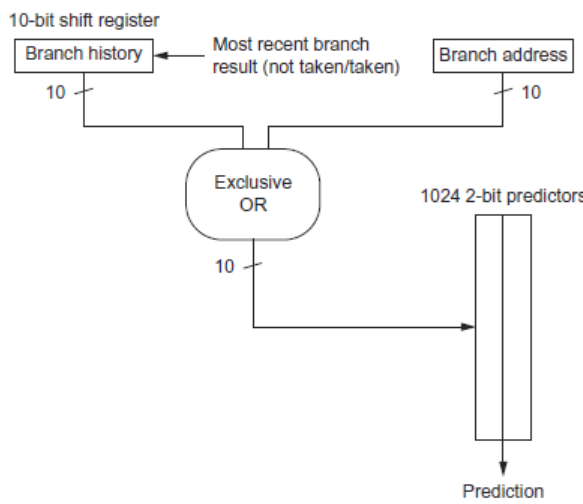 10-bit shift register
Branch history
Most recent branch
result (not taken/taken)
Branch address
10
10
Exclusive
OR
1024 2-bit predictors
10
Prediction